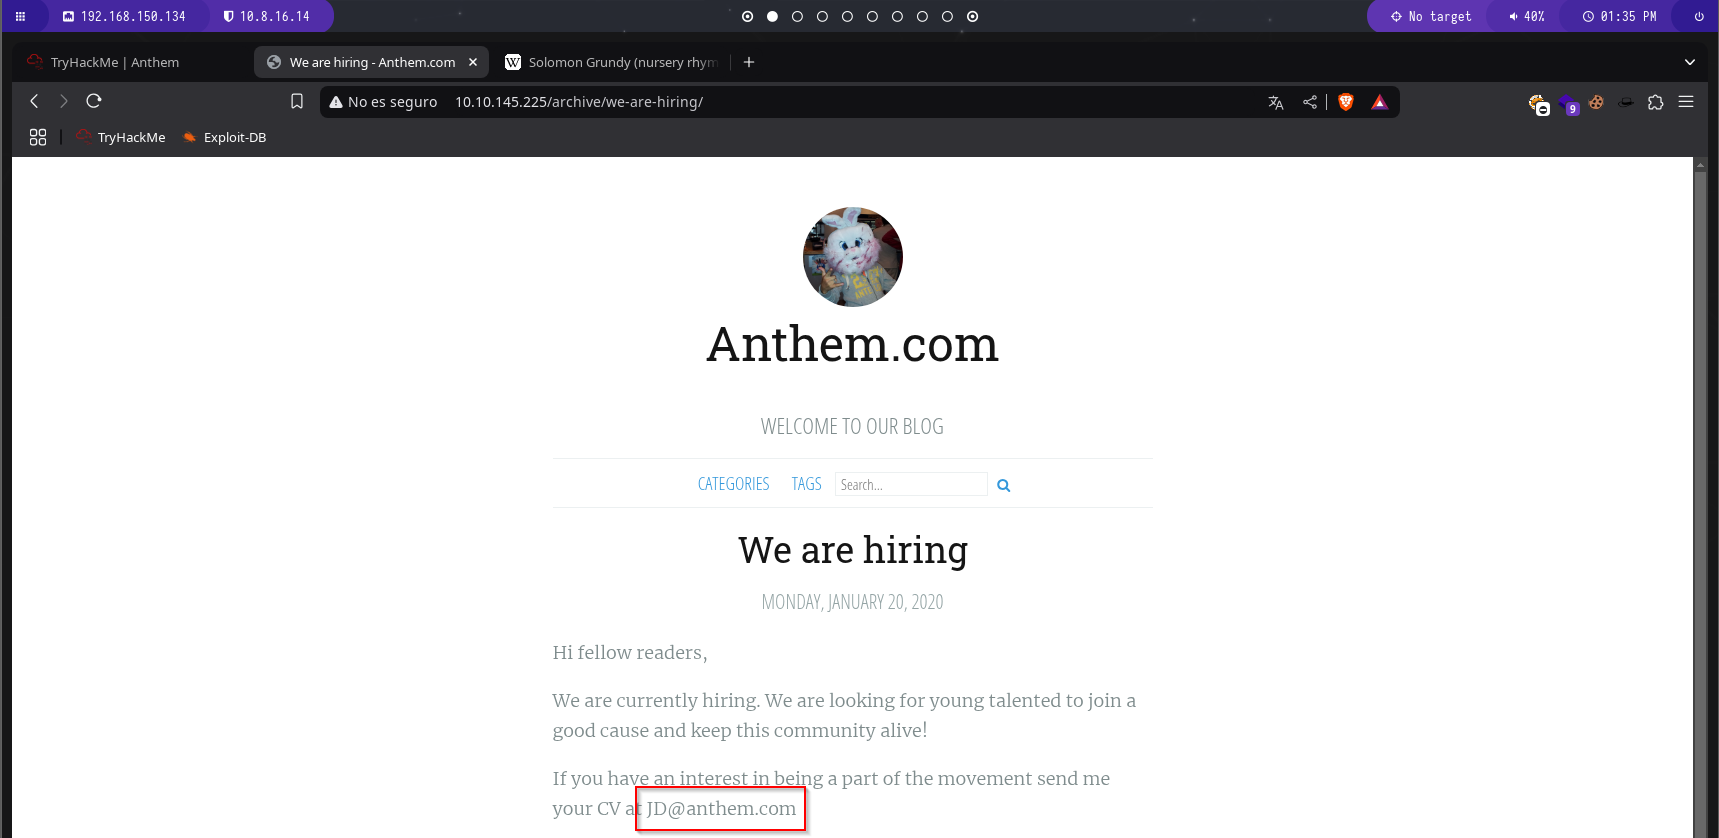 192.168.150.134 10.8.16.14 No target 40% 01:35 PM
TryHackMe | Anthem We are hiring - Anthem.com Solomon Grundy (nursery rhym
No es seguro 10.10.145.225/archive/we-are-hiring/ 9
TryHackMe Exploit-DB
Anthem.com
WELCOME TO OUR BLOG
CATEGORIES TAGS Search...
We are hiring
MONDAY, JANUARY 20, 2020
Hi fellow readers,
We are currently hiring. We are looking for young talented to join a
good cause and keep this community alive!
If you have an interest in being a part of the movement send me
your CV at JD@anthem.com